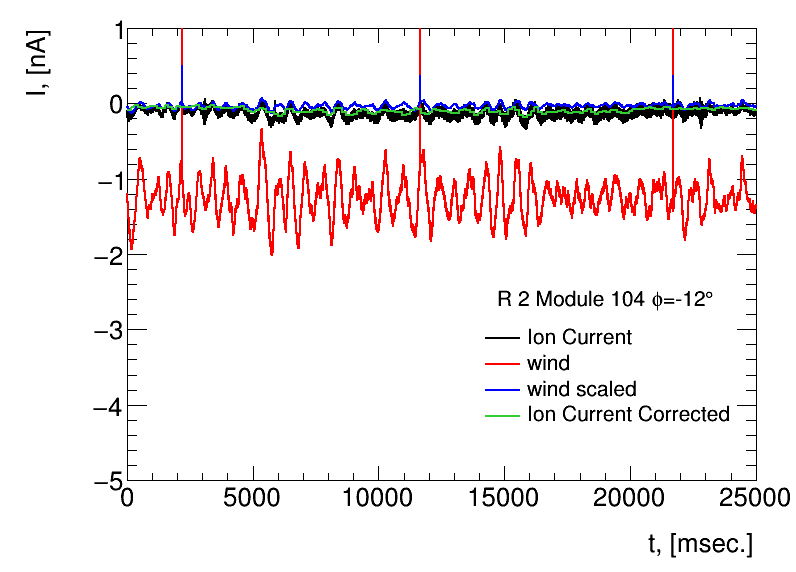 I, [nA]
1
0
−1
−2
−3
−4
−5
R 2 Module 104 ϕ=-12°
Ion Current
wind
wind scaled
Ion Current Corrected
0 5000 10000 15000 20000 25000
t, [msec.]